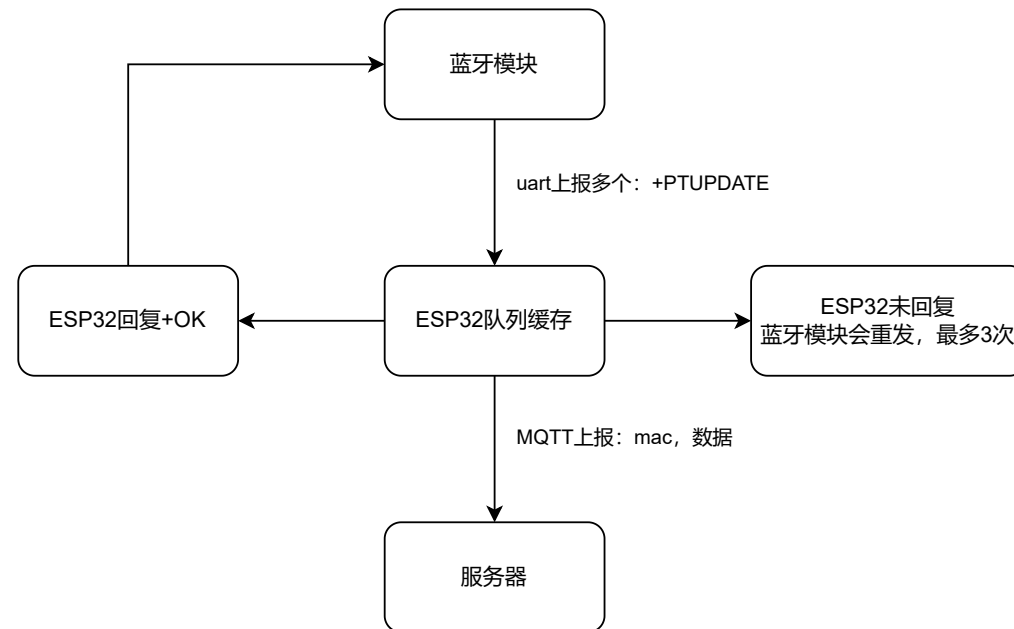 蓝牙模块
uart上报多个：+PTUPDATE
ESP32回复+OK
ESP32队列缓存
ESP32未回复
蓝牙模块会重发，最多3次
MQTT上报：mac，数据
服务器